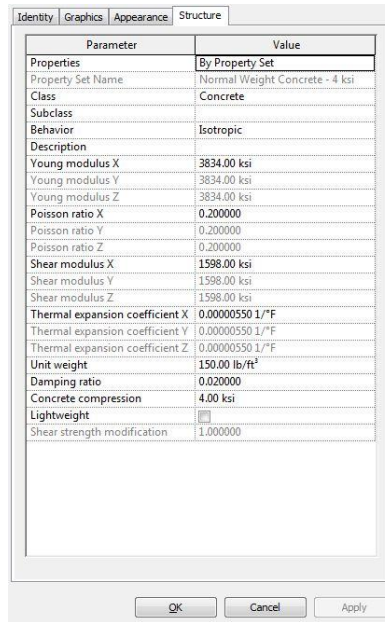 Identity Graphics Appearance Structure
Parameter Value
Properties By Property Set
Property Set Name Normal Weight Concrete - 4 ksi
Class Concrete
Subclass
Behavior Isotropic
Description
Young modulus X 3834.00 ksi
Young modulus Y 3834.00 ksi
Young modulus Z 3834.00 ksi
Poisson ratio X 0.200000
Poisson ratio Y 0.200000
Poisson ratio Z 0.200000
Shear modulus X 1598.00 ksi
Shear modulus Y 1598.00 ksi
Shear modulus Z 1598.00 ksi
Thermal expansion coefficient X 0.00000550 1/°F
Thermal expansion coefficient Y 0.00000550 1/°F
Thermal expansion coefficient Z 0.00000550 1/°F
Unit weight 150.00 lb/ft³
Damping ratio 0.020000
Concrete compression 4.00 ksi
Lightweight
Shear strength modification 1.000000
OK Cancel Apply